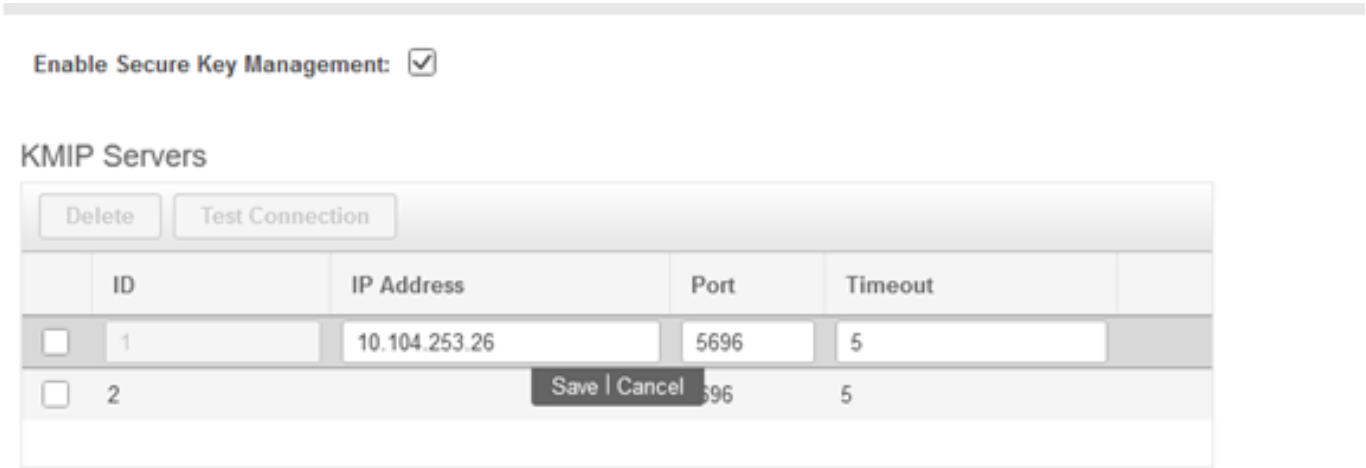 Enable Secure Key Management:
KMIP Servers
Delete Test Connection
ID IP Address Port Timeout
1 10.104.253.26 5696 5
Save | Cancel
2 696 5